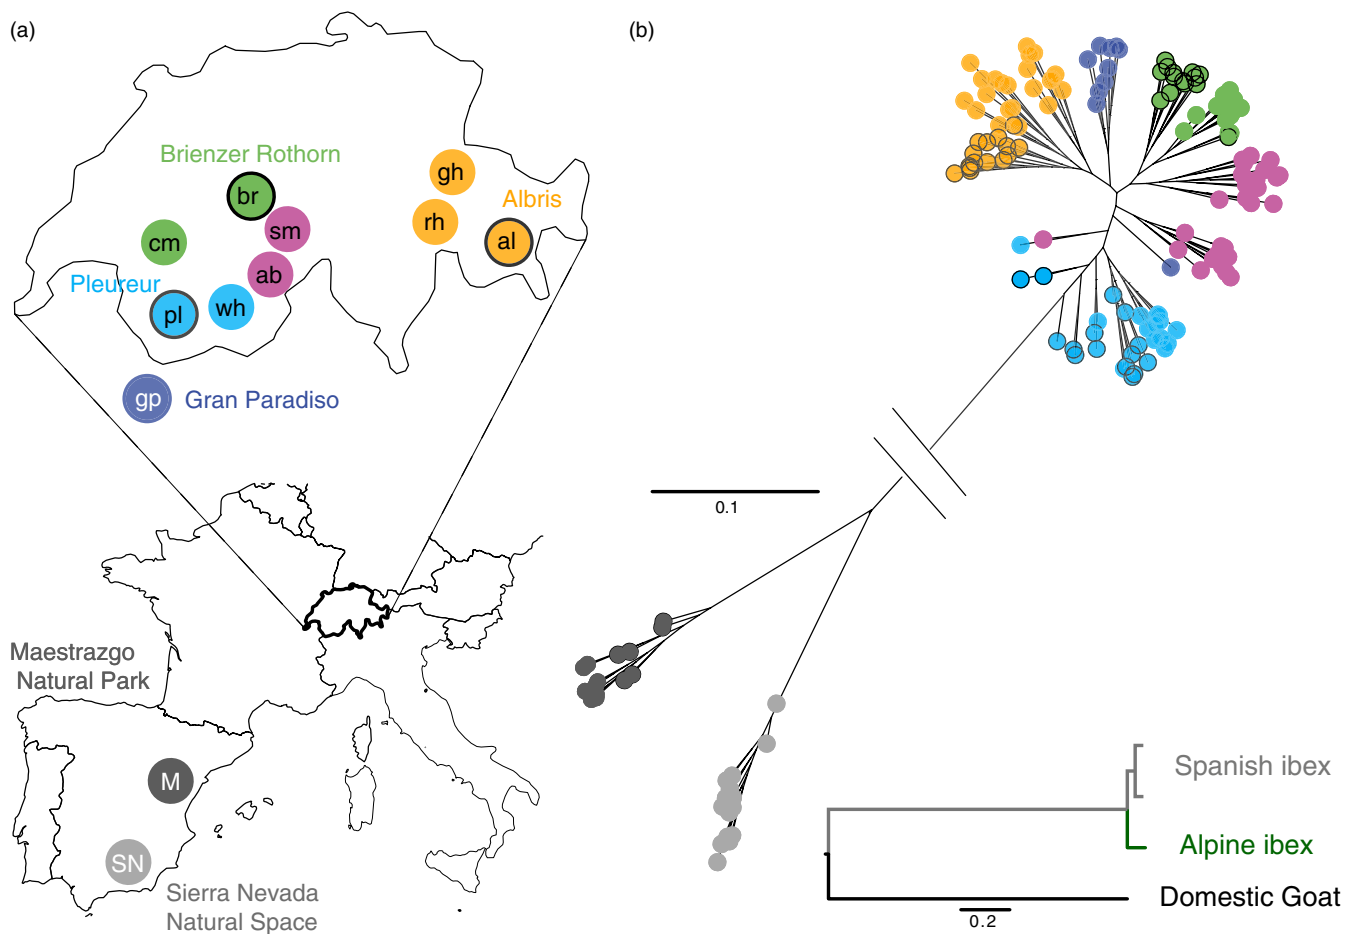 (a)
Brienzer Rothorn
br
gh
Albris
cm
sm
rh
al
ab
Pleureur
pl
wh
gp
Gran Paradiso
Maestrazgo
Natural Park
M
SN
Sierra Nevada
Natural Space
(b)
0.1
Spanish ibex
Alpine ibex
Domestic Goat
0.2